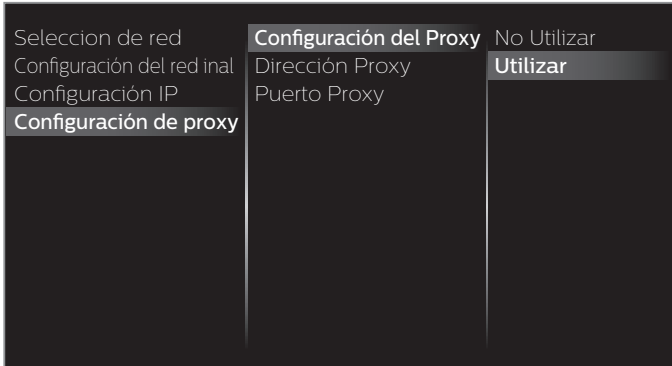 Seleccion de red
Configuración del red inal
Configuración IP
Configuración de proxy
Configuración del Proxy
Dirección Proxy
Puerto Proxy
No Utilizar
Utilizar